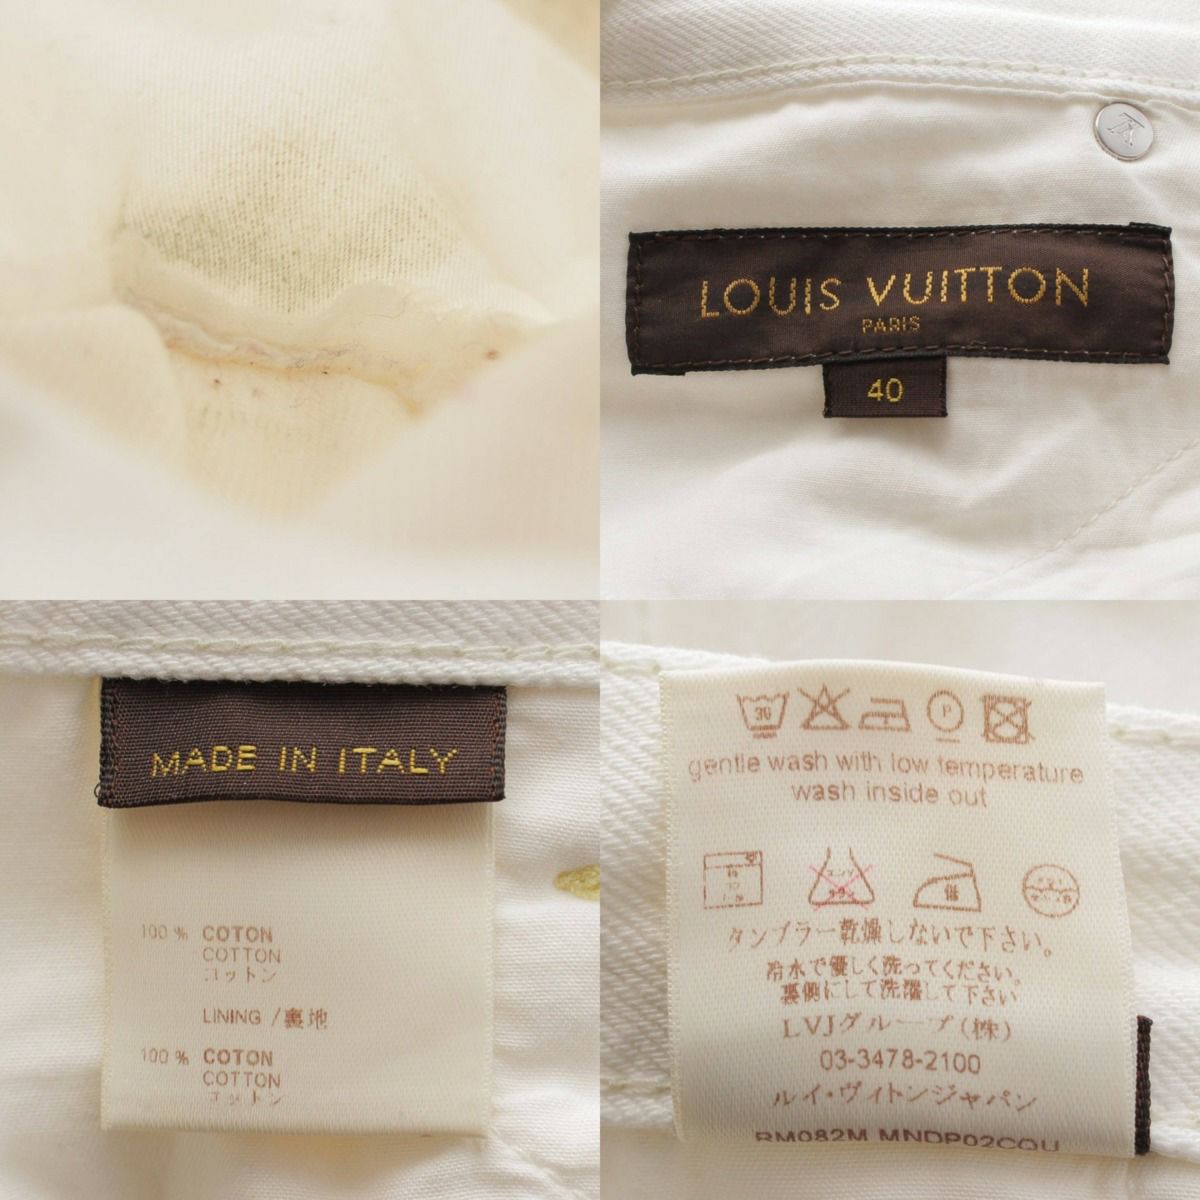 LOUIS VUITTON
PARIS
40
MADE IN ITALY
100 % COTON
COTTON
コットン
LINING /裏地
100 % COTON
COTTON
コットン
30
P
gentle wash with low temperature
wash inside out
タンブラー乾燥しないで下さい。
冷水で優しく洗ってください。
裏側にして洗濯して下さい
LVJグループ(株)
03-3478-2100
ルイ・ヴィトンジャパン
RM082M MNDP02CQU